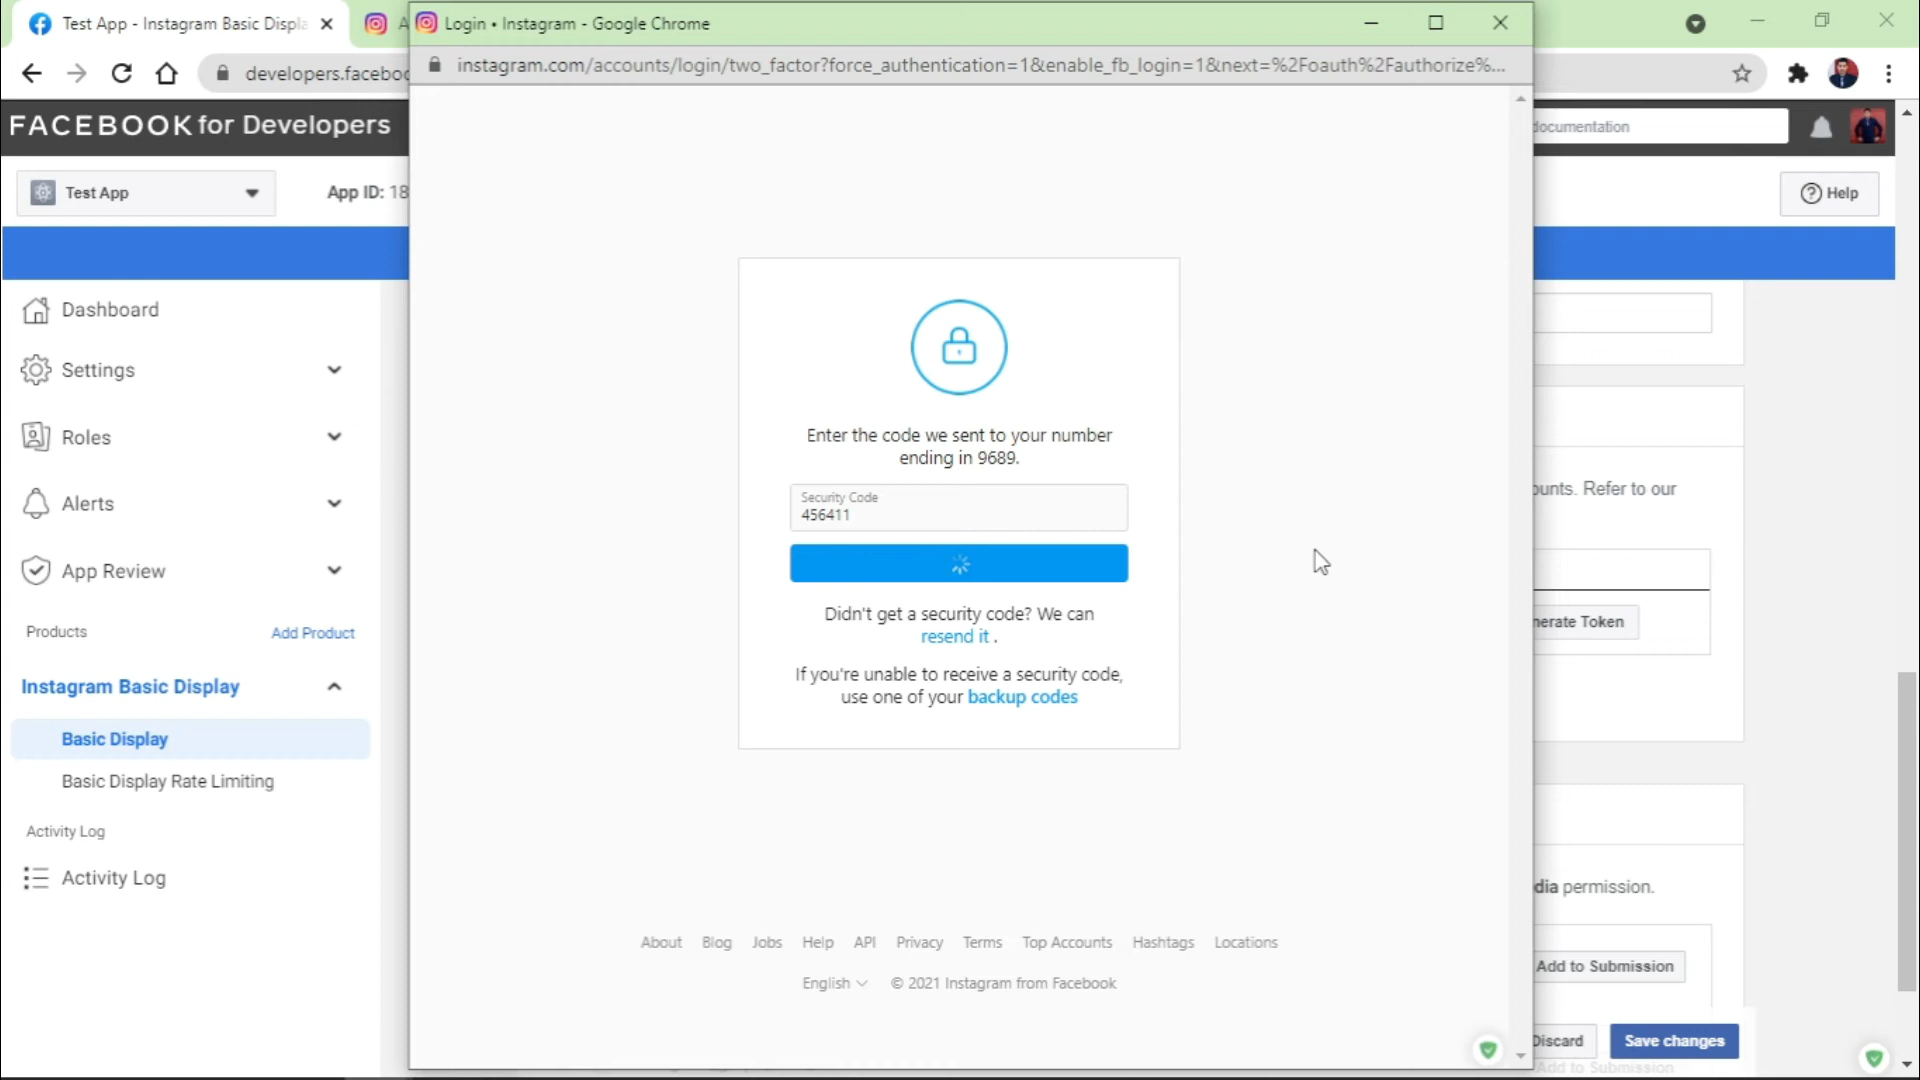 Test App - Instagram Basic Displa
Login • Instagram - Google Chrome
developers.faceboo
instagram.com/accounts/login/two_factor?force_authentication=1&enable_fb_login=1&next=%2Foauth%2Fauthorize%...
FACEBOOK for Developers
documentation
Test App
App ID: 18
Help
Dashboard
Settings
Roles
Alerts
App Review
Products
Add Product
Instagram Basic Display
Basic Display
Basic Display Rate Limiting
Activity Log
Activity Log
Enter the code we sent to your number
ending in 9689.
Security Code
456411
Didn't get a security code? We can
resend it .
If you're unable to receive a security code,
use one of your backup codes
About Blog Jobs Help API Privacy Terms Top Accounts Hashtags Locations
English © 2021 Instagram from Facebook
ounts. Refer to our
nerate Token
dia permission.
Add to Submission
Discard
Save changes
Add to Submission